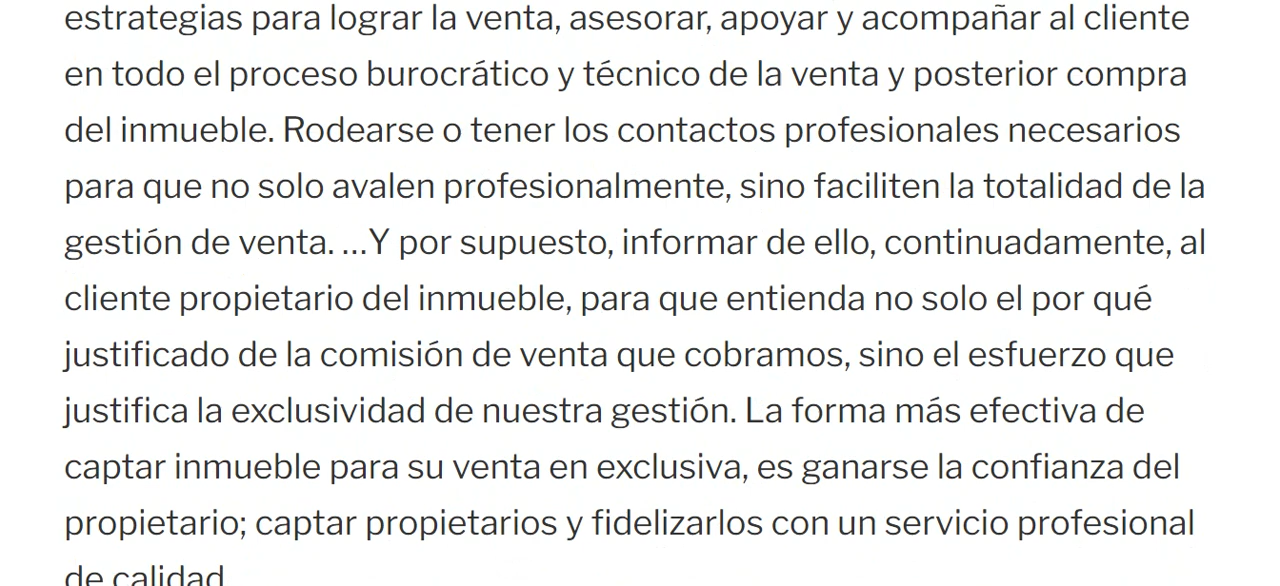 estrategias para lograr la venta, asesorar, apoyar y acompañar al cliente
en todo el proceso burocrático y técnico de la venta y posterior compra
del inmueble. Rodearse o tener los contactos profesionales necesarios
para que no solo avalen profesionalmente, sino faciliten la totalidad de la
gestión de venta. …Y por supuesto, informar de ello, continuadamente, al
cliente propietario del inmueble, para que entienda no solo el por qué
justificado de la comisión de venta que cobramos, sino el esfuerzo que
justifica la exclusividad de nuestra gestión. La forma más efectiva de
captar inmueble para su venta en exclusiva, es ganarse la confianza del
propietario; captar propietarios y fidelizarlos con un servicio profesional
de calidad